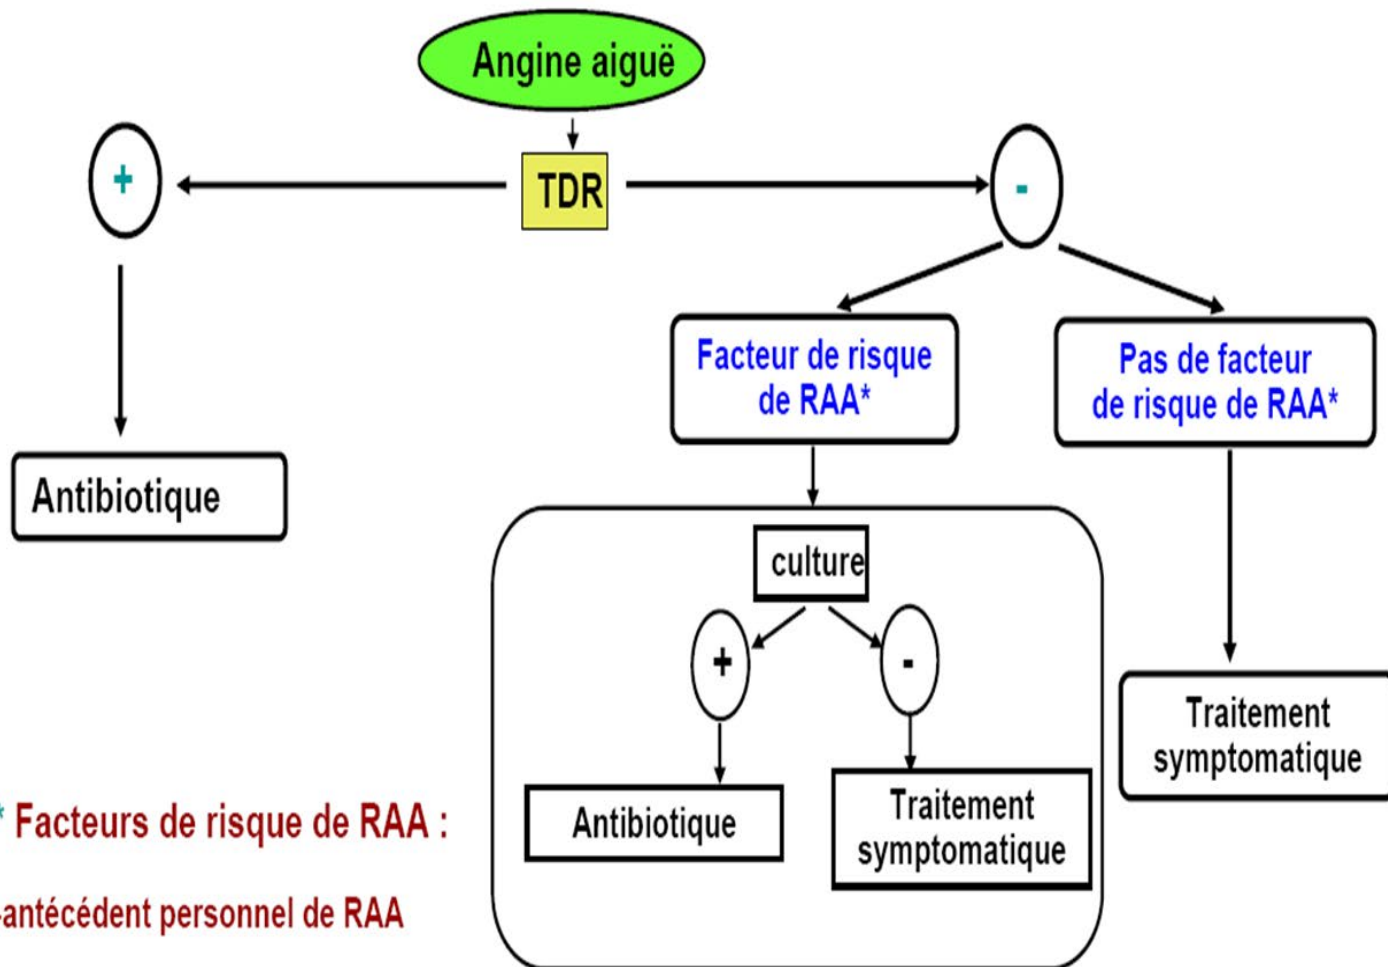 Angine aiguë
+
TDR
-
Facteur de risque
de RAA*
Pas de facteur
de risque de RAA*
Antibiotique
culture
+
-
Antibiotique
Traitement
symptomatique
Traitement
symptomatique
* Facteurs de risque de RAA :
-antécédent personnel de RAA